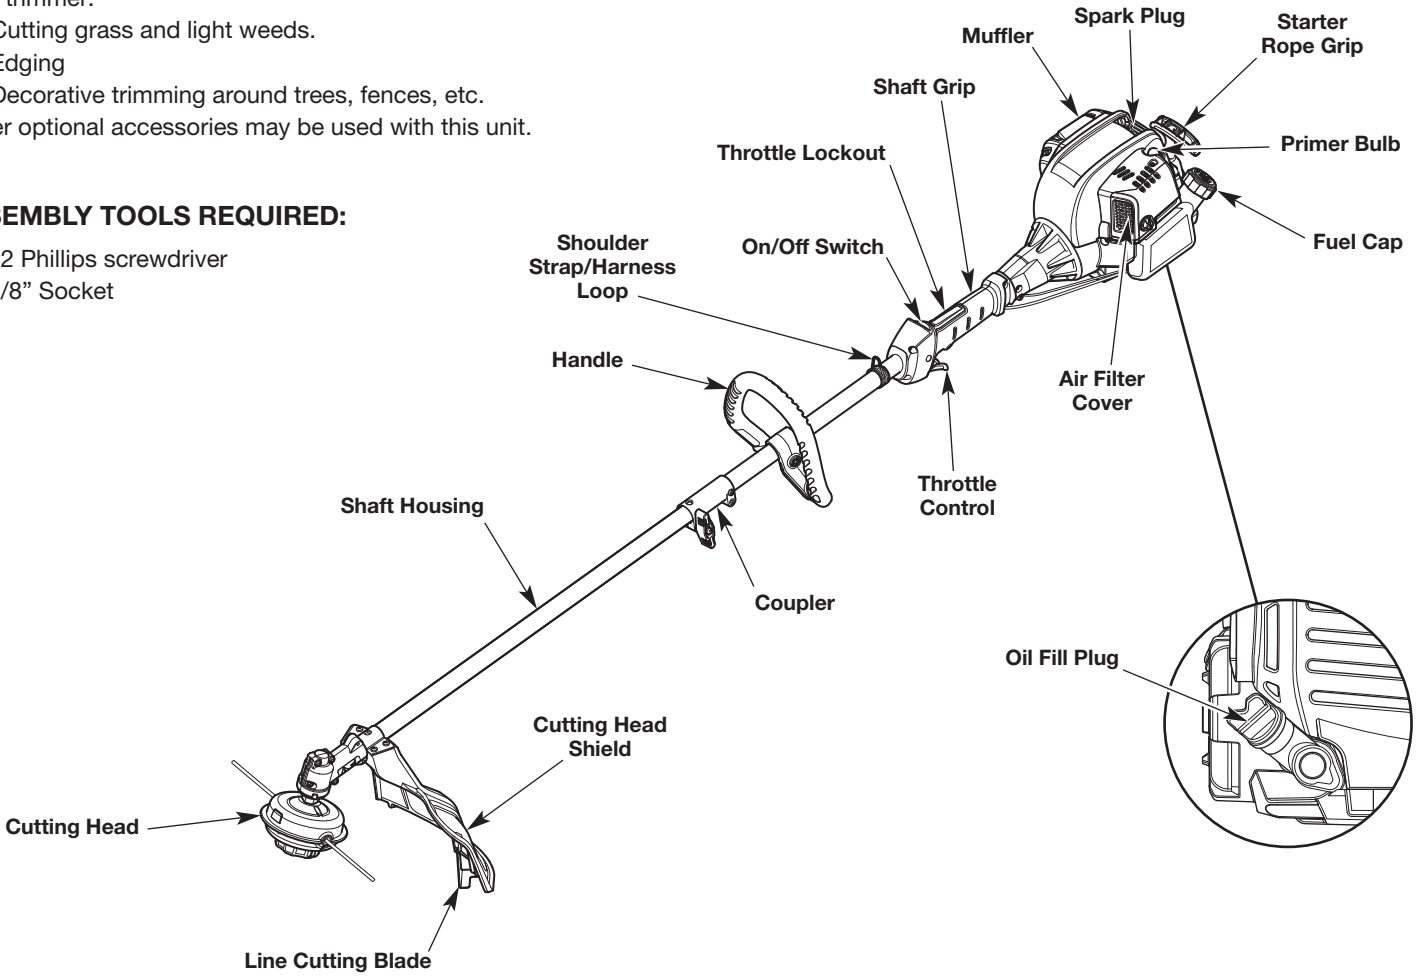 trimmer.
Cutting grass and light weeds.
Edging
Decorative trimming around trees, fences, etc.
er optional accessories may be used with this unit.
SEMBLY TOOLS REQUIRED:
2 Phillips screwdriver
/8” Socket
Spark Plug
Starter
Rope Grip
Muffler
Shaft Grip
Throttle Lockout
Primer Bulb
Shoulder
Strap/Harness
Loop
On/Off Switch
Fuel Cap
Handle
Air Filter
Cover
Throttle
Control
Shaft Housing
Coupler
Oil Fill Plug
Cutting Head
Shield
Cutting Head
Line Cutting Blade